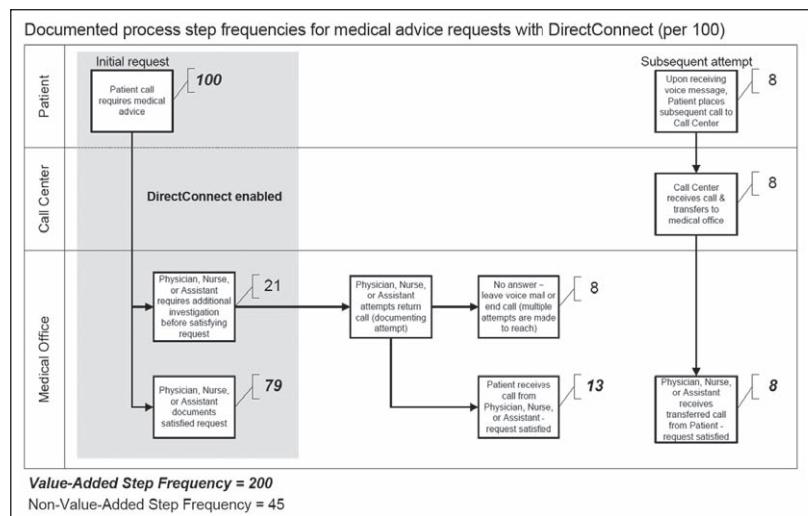 Documented process step frequencies for medical advice requests with DirectConnect (per 100)
Patient
Initial request
Patient call
requires medical
advice
100
Subsequent attempt
Upon receiving
voice message,
Patient places
subsequent call to
Call Center
8
Call Center
DirectConnect enabled
Call Center
receives call &
transfers to
medical office
8
Medical Office
Physician, Nurse,
or Assistant
requires additional
investigation
before satisfying
request
21
Physician, Nurse,
or Assistant
attempts return
call (documenting
attempt)
No answer –
leave voice mail or
end call (multiple
attempts are made
to reach)
8
Physician, Nurse,
or Assistant
documents
satisfied request
79
Patient receives
call from
Physician, Nurse,
or Assistant -
request satisfied
13
Physician, Nurse,
or Assistant
receives
transferred call
from Patient -
request satisfied
8
Value-Added Step Frequency = 200
Non-Value-Added Step Frequency = 45